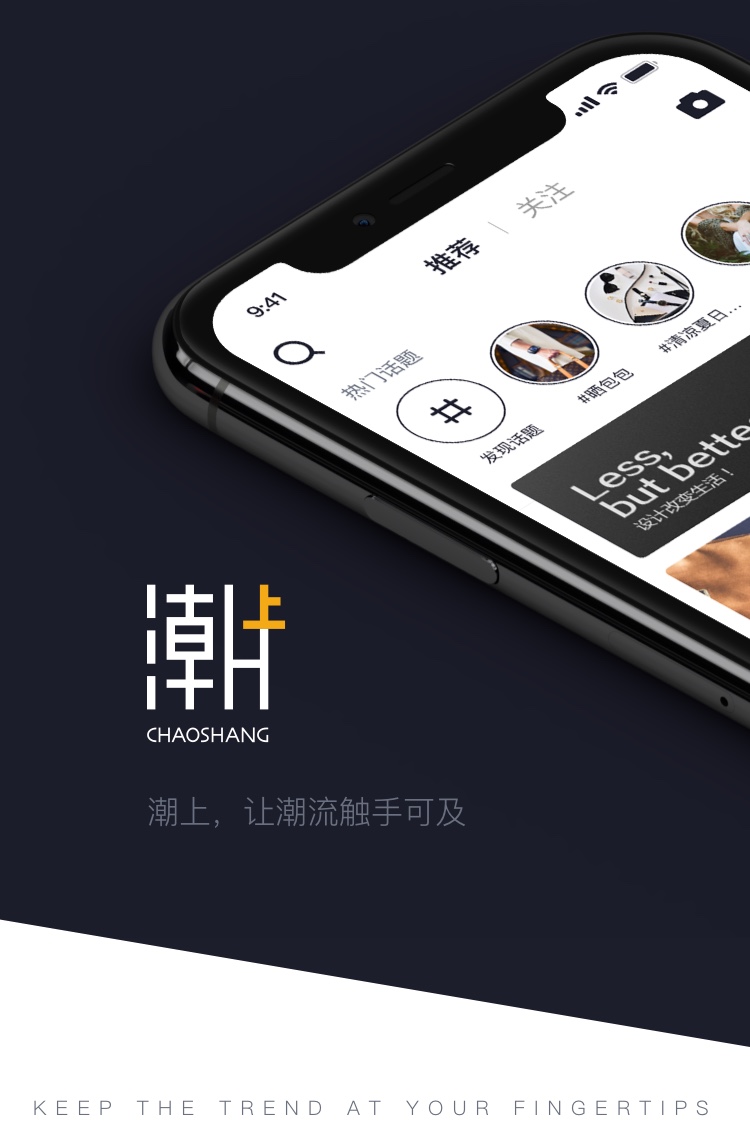 9:41
推荐 | 关注
热门话题
发现话题
#晒包包
#清凉夏日...
Less,
but bette
设计改变生活！
潮上
CHAOSHANG
潮上，让潮流触手可及
KEEP THE TREND AT YOUR FINGERTIPS